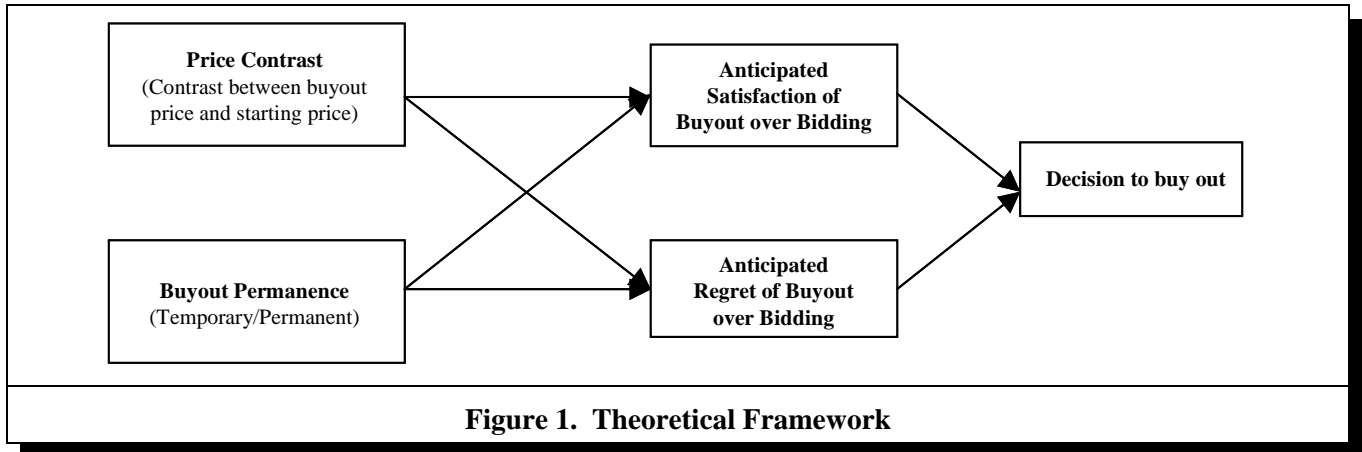 Price Contrast
(Contrast between buyout
price and starting price)
Anticipated
Satisfaction of
Buyout over Bidding
Decision to buy out
Buyout Permanence
(Temporary/Permanent)
Anticipated
Regret of Buyout
over Bidding
Figure 1. Theoretical Framework